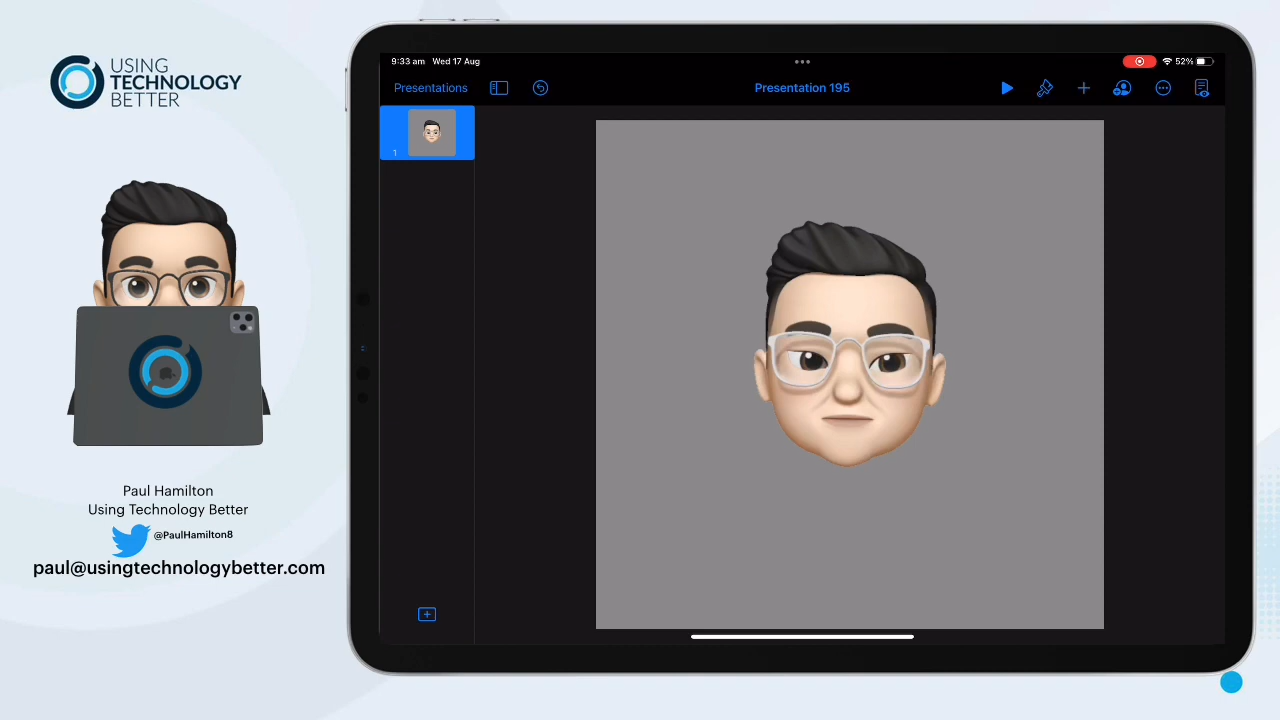 USING
TECHNOLOGY
BETTER
Paul Hamilton
Using Technology Better
@PaulHamilton8
paul@usingtechnologybetter.com
9:33 am Wed 17 Aug
52%
Presentations
Presentation 195
1